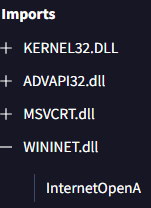 Imports
KERNEL32.DLL
ADVAPI32.dll
MSVCRT.dll
WININET.dll
InternetOpenA